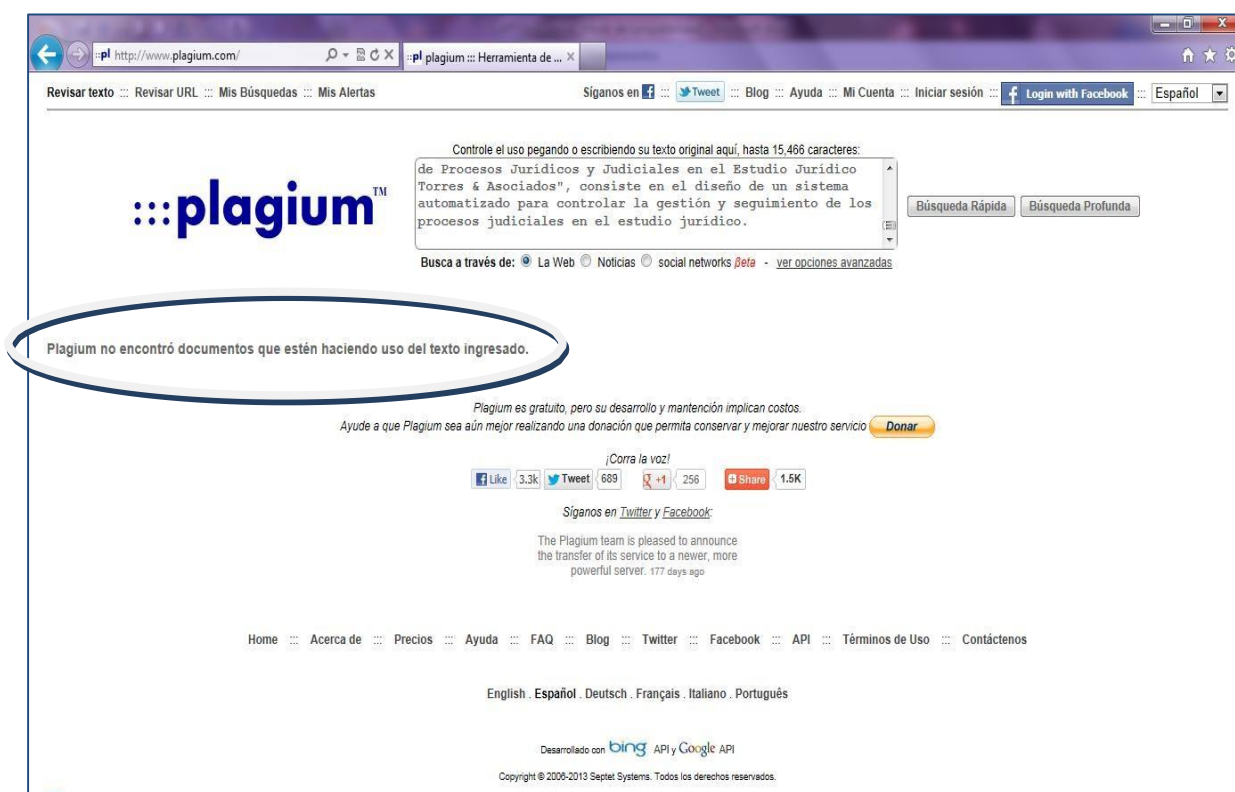 ::pl http://www.plagium.com/
::pl plagium ::: Herramienta de ...
Revisar texto ::: Revisar URL ::: Mis Búsquedas ::: Mis Alertas
Síganos en f ::: Tweet ::: Blog ::: Ayuda ::: Mi Cuenta ::: Iniciar sesión ::: f Login with Facebook ::: Español
Controle el uso pegando o escribiendo su texto original aquí, hasta 15,466 caracteres:
:::plagium™
de Procesos Jurídicos y Judiciales en el Estudio Jurídico
Torres & Asociados", consiste en el diseño de un sistema
automatizado para controlar la gestión y seguimiento de los
procesos judiciales en el estudio jurídico.
Búsqueda Rápida Búsqueda Profunda
Busca a través de: La Web Noticias social networks βeta - ver opciones avanzadas
Plagium no encontró documentos que estén haciendo uso del texto ingresado.
Plagium es gratuito, pero su desarrollo y mantención implican costos.
Ayude a que Plagium sea aún mejor realizando una donación que permita conservar y mejorar nuestro servicio Donar
¡Corra la voz!
Like 3.3k Tweet 689 g +1 256 Share 1.5K
Síganos en Twitter y Facebook:
The Plagium team is pleased to announce
the transfer of its service to a newer, more
powerful server. 177 days ago
Home ::: Acerca de ::: Precios ::: Ayuda ::: FAQ ::: Blog ::: Twitter ::: Facebook ::: API ::: Términos de Uso ::: Contáctenos
English . Español . Deutsch . Français . Italiano . Português
Desarrollado con bing API y Google API
Copyright © 2006-2013 Septet Systems. Todos los derechos reservados.